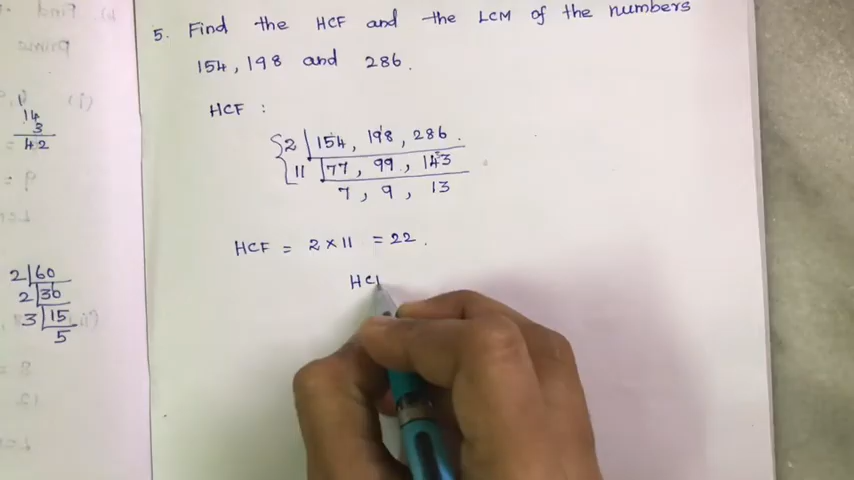 5. Find the HCF and the LCM of the numbers
154, 198 and 286.
HCF :
2 | 154, 198, 286.
11 | 77, 99, 143
7, 9, 13
HCF = 2 × 11 = 22.
HC
14
3
= 42
2 | 60
2 | 30
3 | 15
5